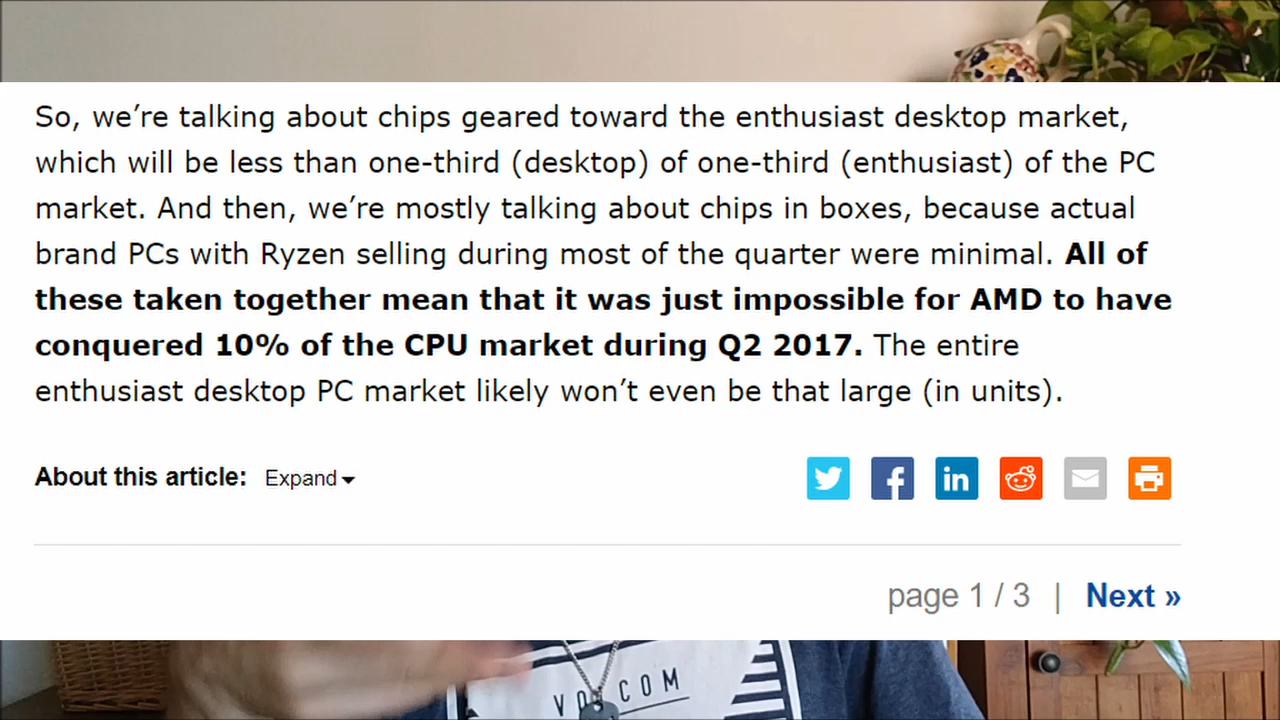 So, we’re talking about chips geared toward the enthusiast desktop market,
which will be less than one-third (desktop) of one-third (enthusiast) of the PC
market. And then, we’re mostly talking about chips in boxes, because actual
brand PCs with Ryzen selling during most of the quarter were minimal. All of
these taken together mean that it was just impossible for AMD to have
conquered 10% of the CPU market during Q2 2017. The entire
enthusiast desktop PC market likely won’t even be that large (in units).
About this article: Expand
page 1 / 3 | Next »
VOLCOM